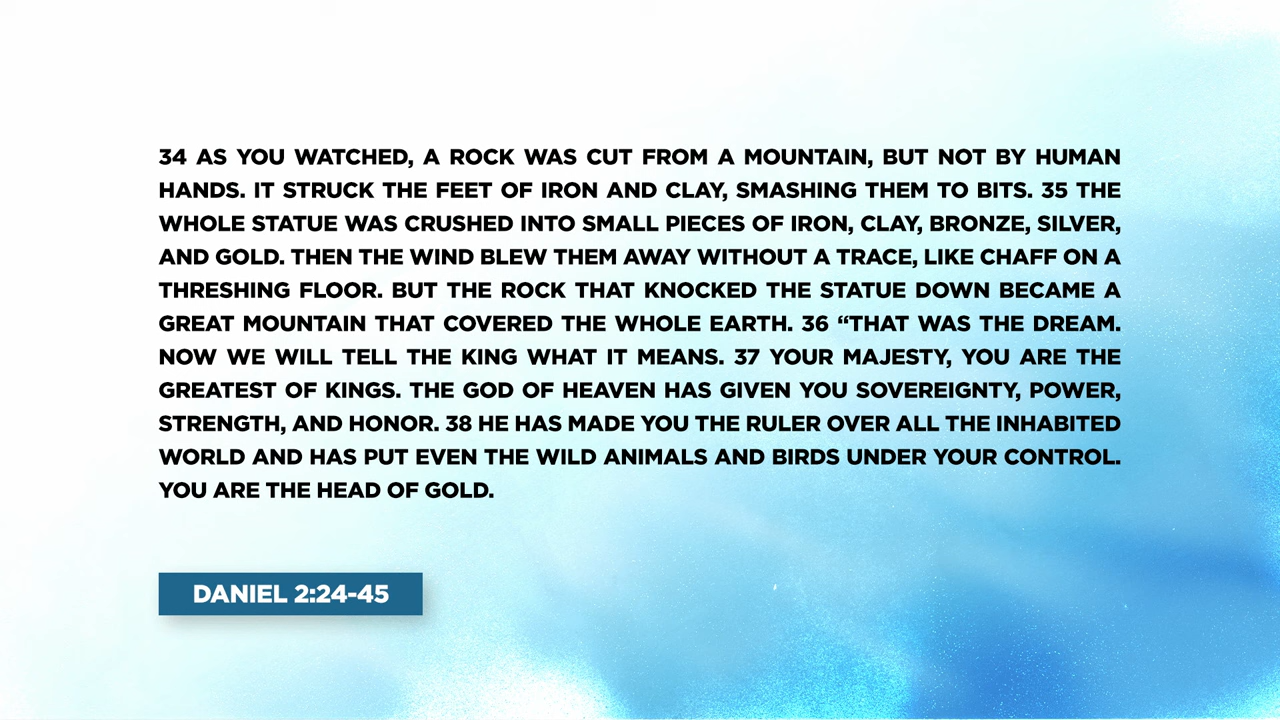 34 AS YOU WATCHED, A ROCK WAS CUT FROM A MOUNTAIN, BUT NOT BY HUMAN
HANDS. IT STRUCK THE FEET OF IRON AND CLAY, SMASHING THEM TO BITS. 35 THE
WHOLE STATUE WAS CRUSHED INTO SMALL PIECES OF IRON, CLAY, BRONZE, SILVER,
AND GOLD. THEN THE WIND BLEW THEM AWAY WITHOUT A TRACE, LIKE CHAFF ON A
THRESHING FLOOR. BUT THE ROCK THAT KNOCKED THE STATUE DOWN BECAME A
GREAT MOUNTAIN THAT COVERED THE WHOLE EARTH. 36 “THAT WAS THE DREAM.
NOW WE WILL TELL THE KING WHAT IT MEANS. 37 YOUR MAJESTY, YOU ARE THE
GREATEST OF KINGS. THE GOD OF HEAVEN HAS GIVEN YOU SOVEREIGNTY, POWER,
STRENGTH, AND HONOR. 38 HE HAS MADE YOU THE RULER OVER ALL THE INHABITED
WORLD AND HAS PUT EVEN THE WILD ANIMALS AND BIRDS UNDER YOUR CONTROL.
YOU ARE THE HEAD OF GOLD.
DANIEL 2:24-45